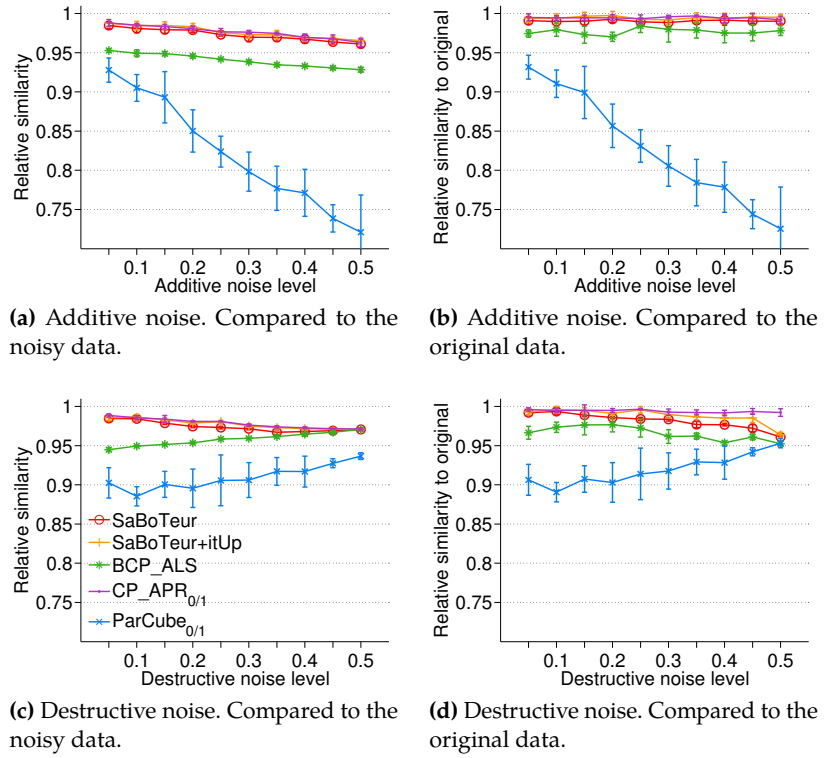 1
0.95
0.9
0.85
0.8
0.75
Relative similarity
0.1 0.2 0.3 0.4 0.5
Additive noise level
(a) Additive noise. Compared to the
noisy data.
1
0.95
0.9
0.85
0.8
0.75
Relative similarity to original
0.1 0.2 0.3 0.4 0.5
Additive noise level
(b) Additive noise. Compared to the
original data.
1
0.95
0.9
0.85
0.8
0.75
Relative similarity
SaBoTeur
SaBoTeur+itUp
BCP_ALS
CP_APR0/1
ParCube0/1
0.1 0.2 0.3 0.4 0.5
Destructive noise level
(c) Destructive noise. Compared to the
noisy data.
1
0.95
0.9
0.85
0.8
0.75
Relative similarity to original
0.1 0.2 0.3 0.4 0.5
Destructive noise level
(d) Destructive noise. Compared to the
original data.